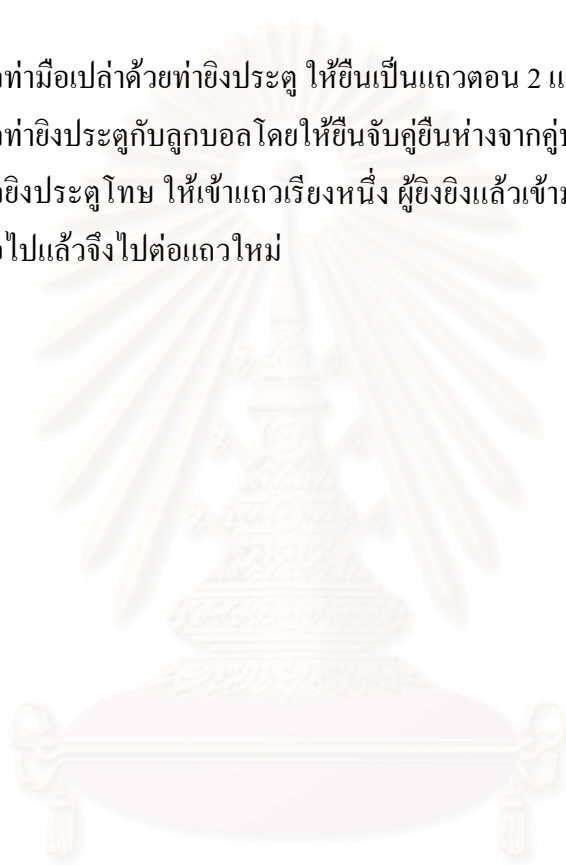 ท่ามือเปล่าด้วยท่ายิงประตู ให้ยืนเป็นแถวตอน 2
ท่ายิงประตูกับลูกบอลโดยให้ยืนจับคู่ยืนห่างจาก
ยิงประตูโทษ ให้เข้าแถวเรียงหนึ่ง ผู้ยิงยิงแล้ว
ไปแล้วจึงไปต่อแถวใหม่